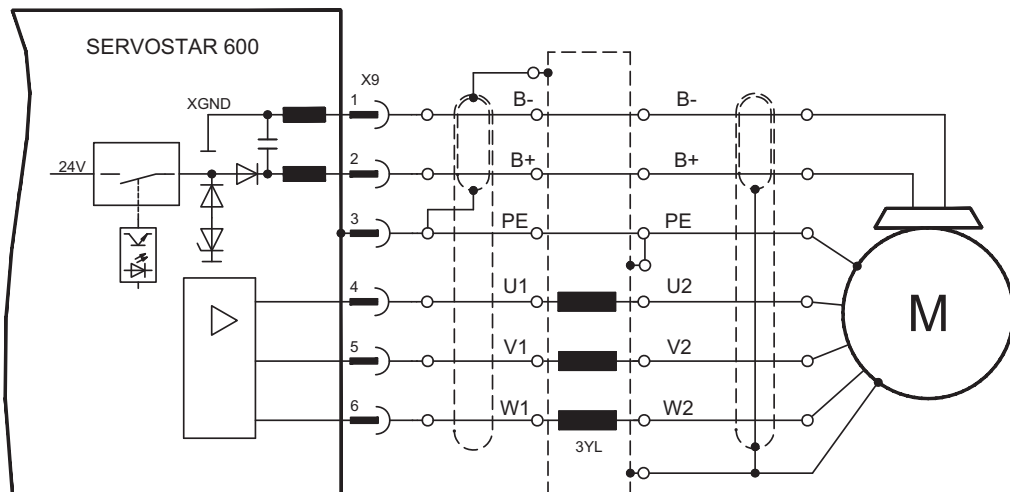 SERVOSTAR 600
X9
XGND
1
B-
B-
24V
2
B+
B+
3
PE
PE
4
U1
U2
5
V1
V2
6
W1
W2
3YL
M